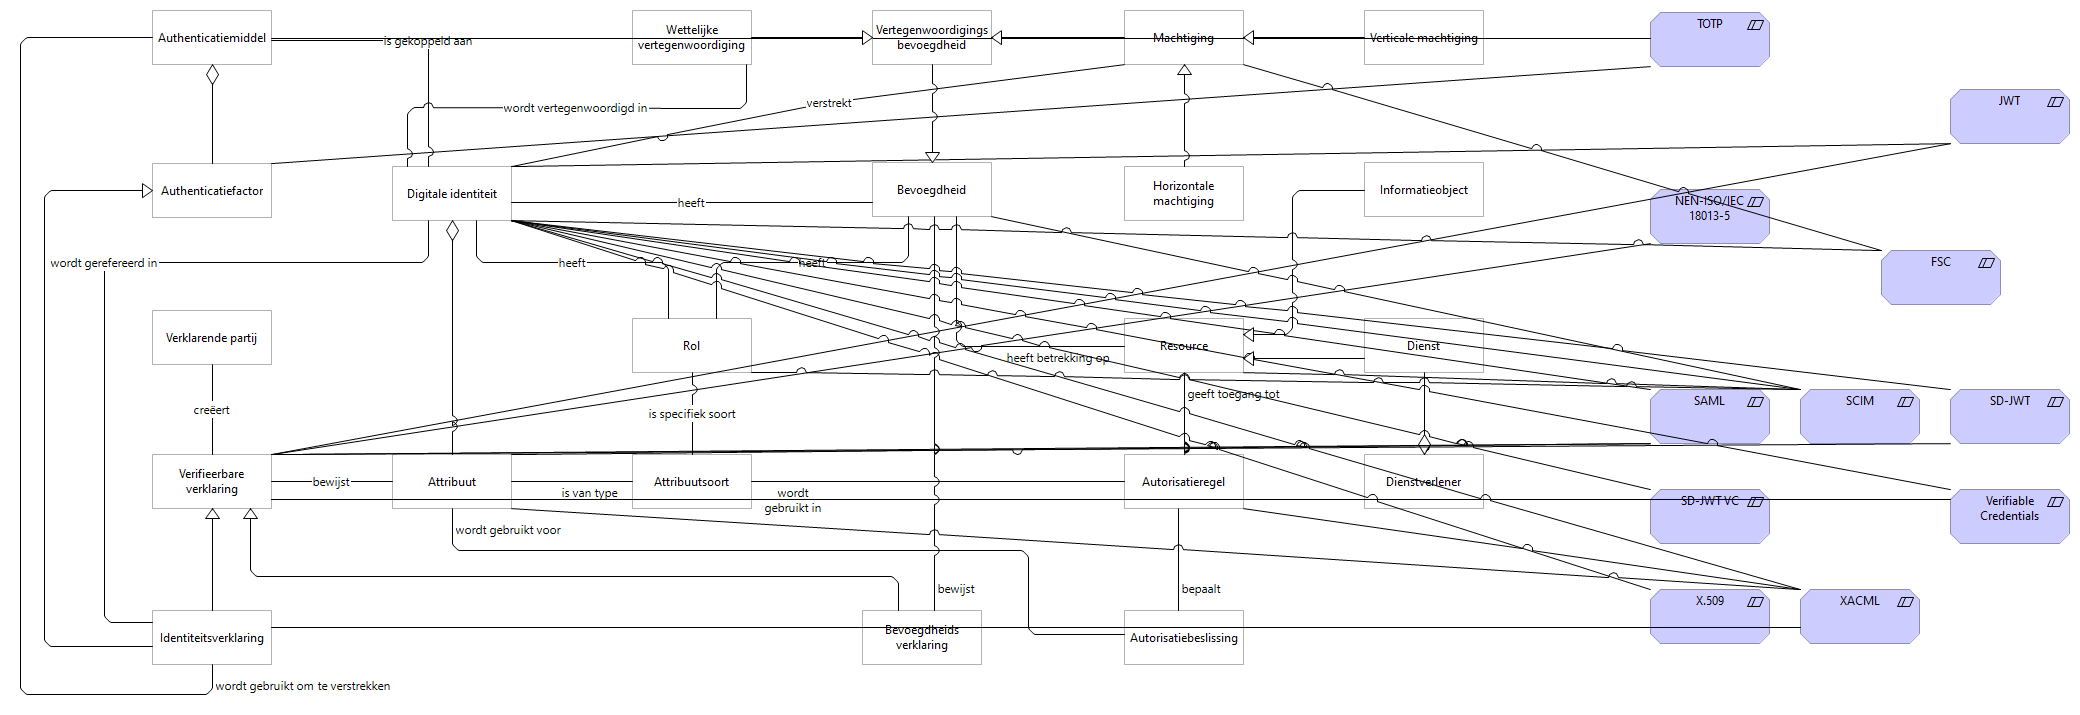 Authenticatiemiddel
is gekoppeld aan
Wettelijke
vertegenwoordiging
Vertegenwoordigings
bevoegdheid
Machtiging
Verticale machtiging
TOTP
JWT
wordt vertegenwoordigd in
verstrekt
Authenticatiefactor
Digitale identiteit
heeft
Bevoegdheid
Horizontale
machtiging
Informatieobject
NEN-ISO/IEC
18013-5
wordt gerefereerd in
heeft
heeft
FSC
Verklarende partij
Rol
heeft betrekking op
Resource
Dienst
creëert
is specifiek soort
geeft toegang tot
SAML
SCIM
SD-JWT
Verifieerbare
verklaring
bewijst
Attribuut
is van type
Attribuutsoort
wordt
gebruikt in
Autorisatieregel
Dienstverlener
SD-JWT VC
Verifiable
Credentials
wordt gebruikt voor
bewijst
bepaalt
Identiteitsverklaring
Bevoegdheids
verklaring
Autorisatiebeslissing
X.509
XACML
wordt gebruikt om te verstrekken